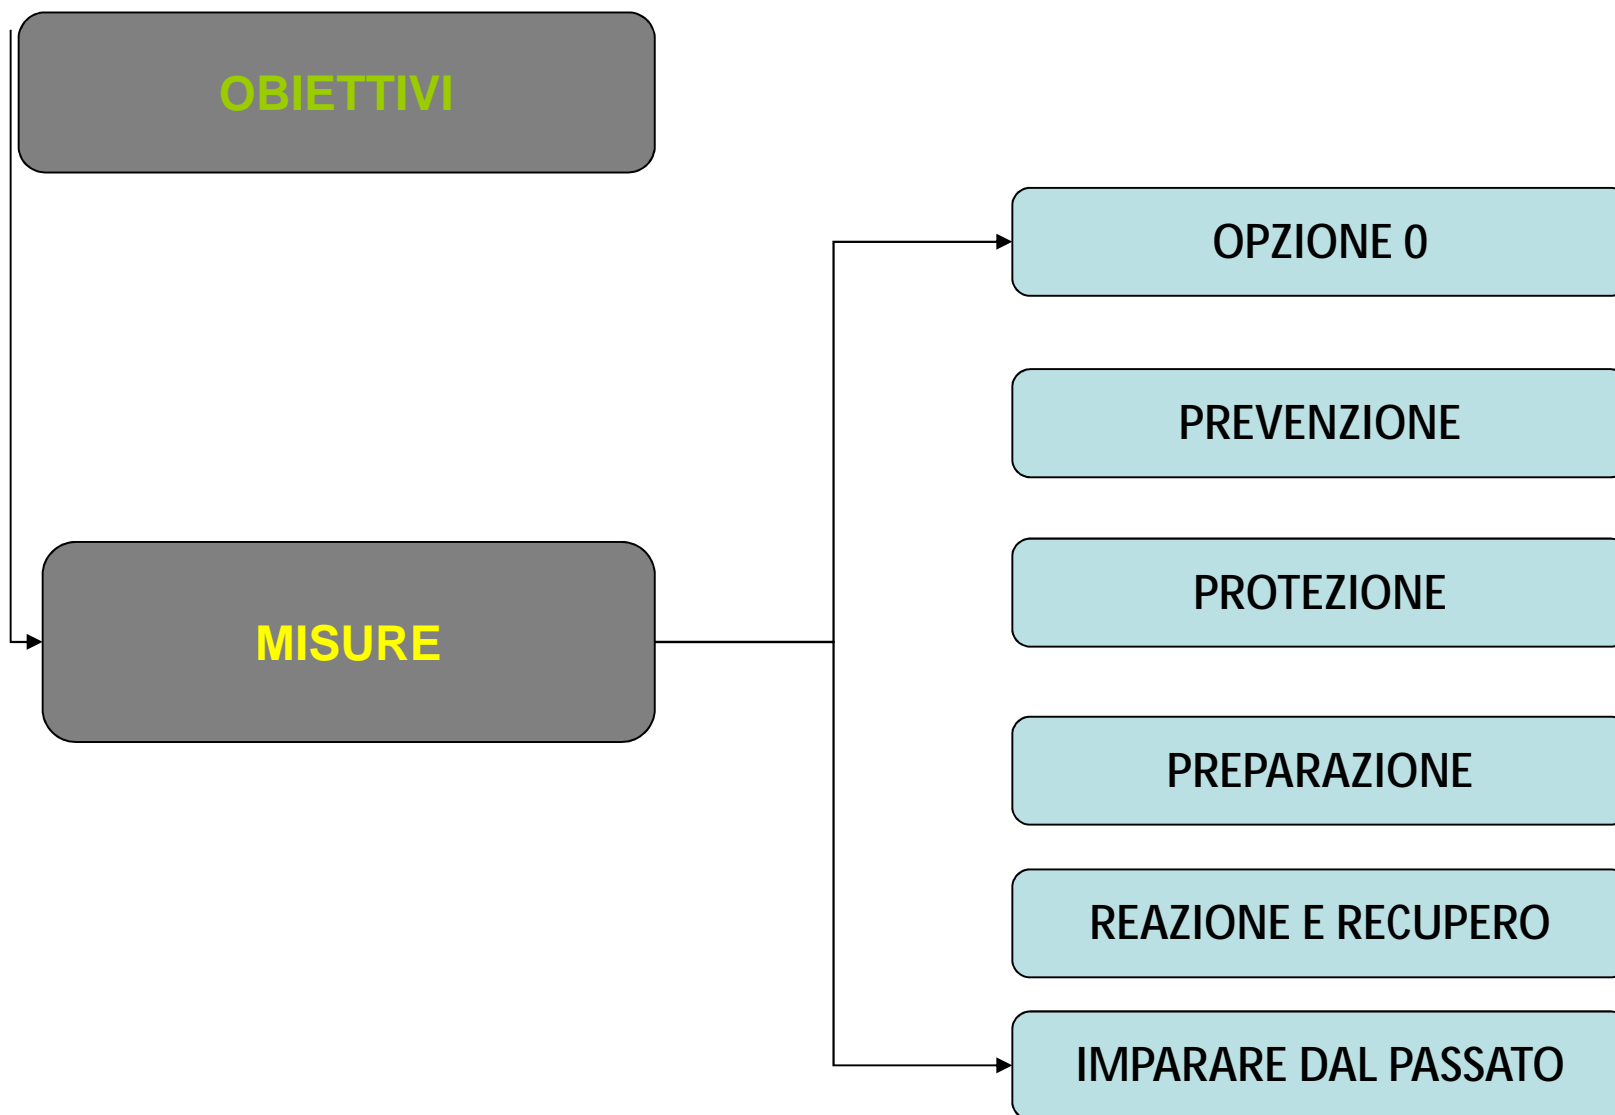 OBIETTIVI
OPZIONE 0
PREVENZIONE
PROTEZIONE
MISURE
PREPARAZIONE
REAZIONE E RECUPERO
IMPARARE DAL PASSATO